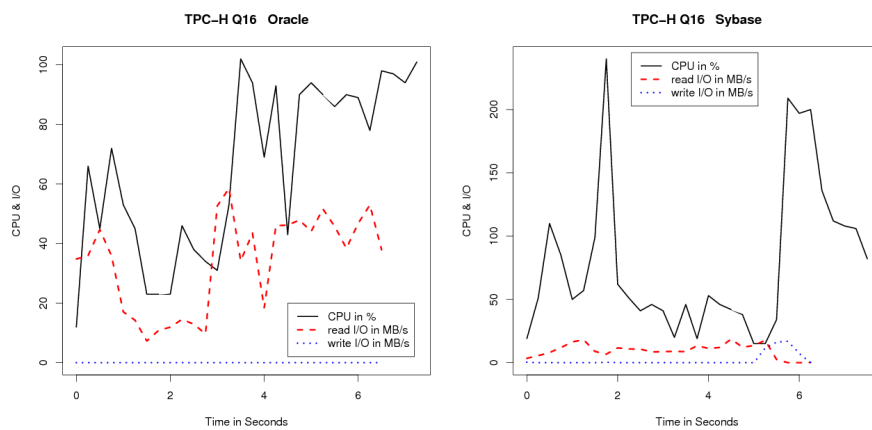 TPC-H Q16 Oracle
CPU & I/O
0
20
40
60
80
100
CPU in %
read I/O in MB/s
write I/O in MB/s
0
2
4
6
Time in Seconds
TPC-H Q16 Sybase
CPU & I/O
0
50
100
150
200
CPU in %
read I/O in MB/s
write I/O in MB/s
0
2
4
6
Time in Seconds